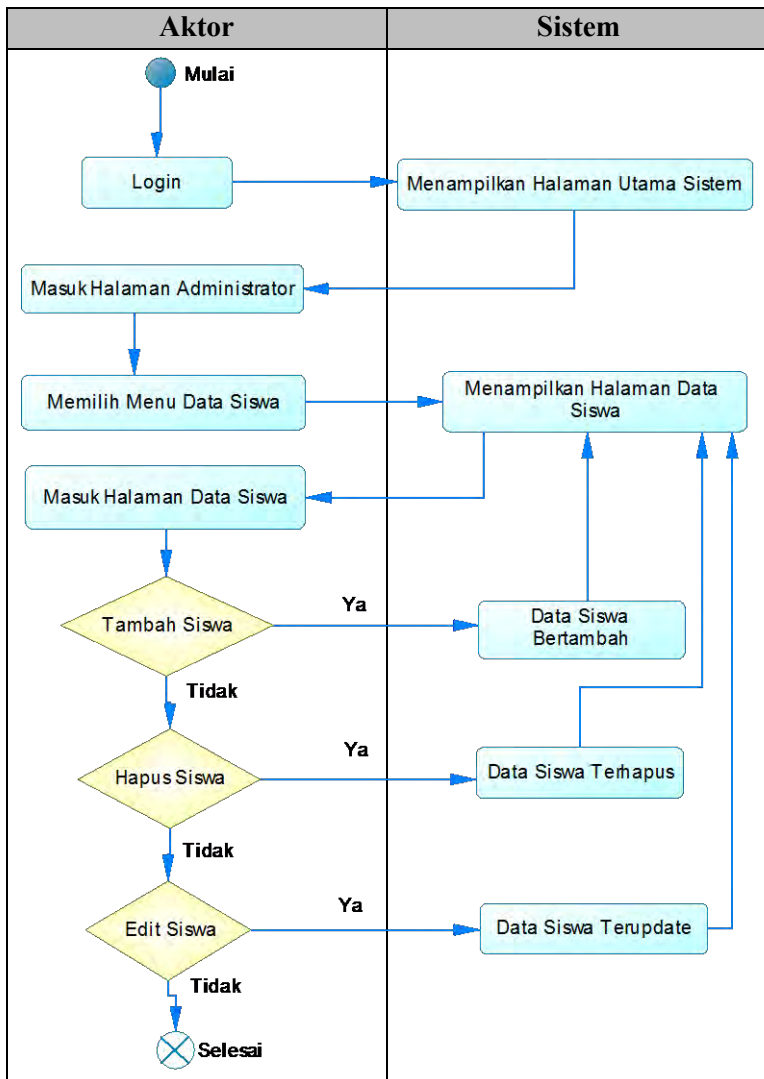 Aktor
Sistem
Mulai
Login
Menampilkan Halaman Utama Sistem
Masuk Halaman Administrator
Memilih Menu Data Siswa
Menampilkan Halaman Data
Siswa
Masuk Halaman Data Siswa
Tambah Siswa
Ya
Data Siswa
Bertambah
Tidak
Hapus Siswa
Ya
Data Siswa Terhapus
Tidak
Edit Siswa
Ya
Data Siswa Terupdate
Tidak
Selesai